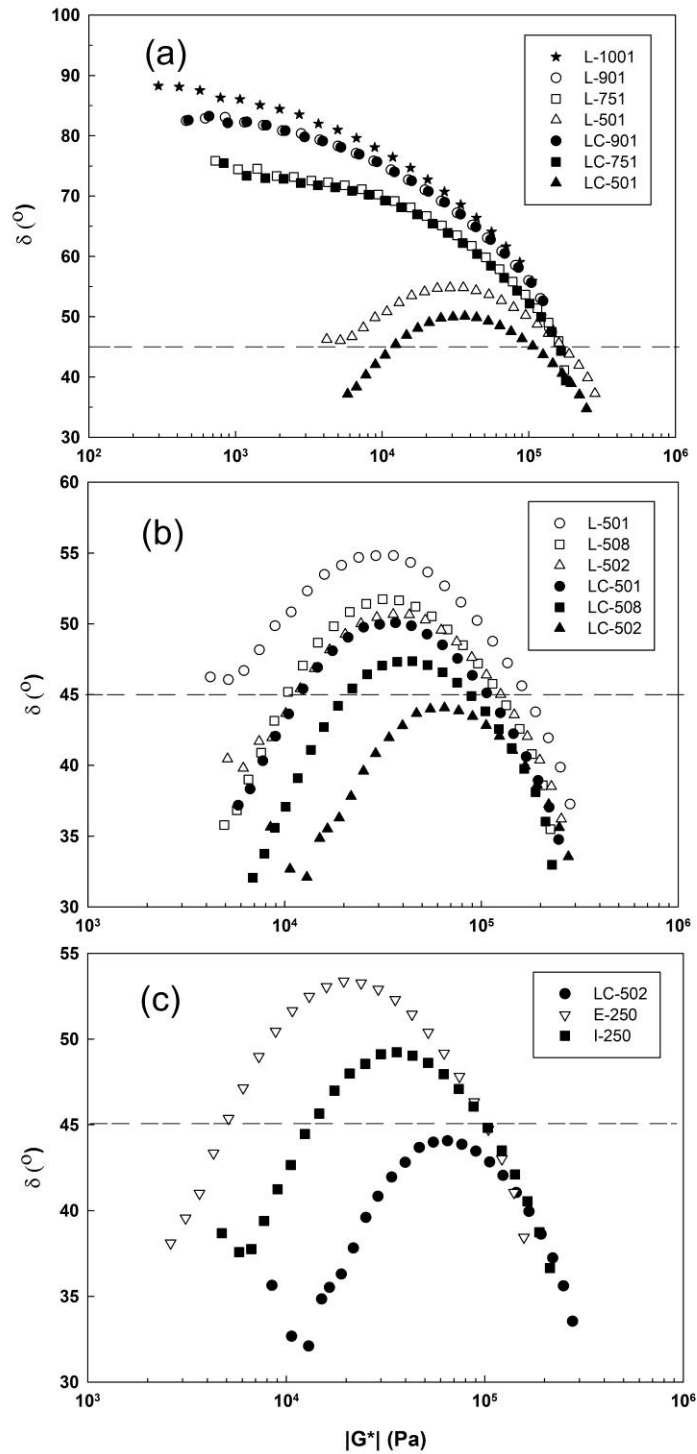 (a)
L-1001
L-901
L-751
L-501
LC-901
LC-751
LC-501
100
90
80
70
60
50
40
30
δ (°)
10²
10³
10⁴
10⁵
10⁶
(b)
L-501
L-508
L-502
LC-501
LC-508
LC-502
60
55
50
45
40
35
30
δ (°)
10³
10⁴
10⁵
10⁶
(c)
LC-502
E-250
I-250
55
50
45
40
35
30
δ (°)
10³
10⁴
10⁵
10⁶
|G*| (Pa)